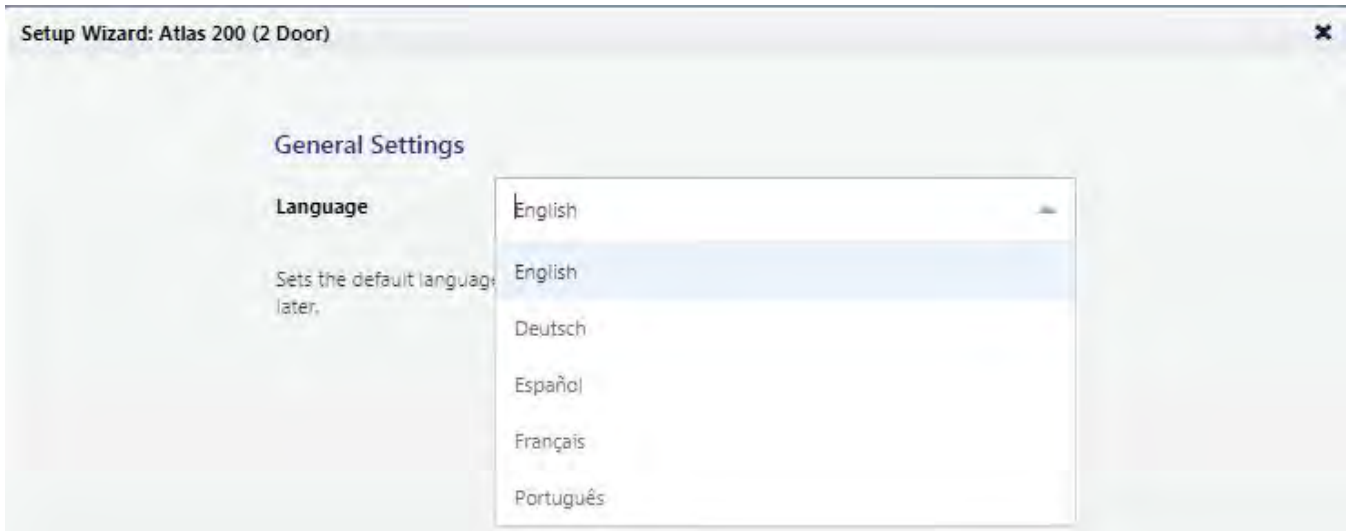 Setup Wizard: Atlas 200 (2 Door)
General Settings
Language
English
Sets the default language
later.
English
Deutsch
Español
Français
Português